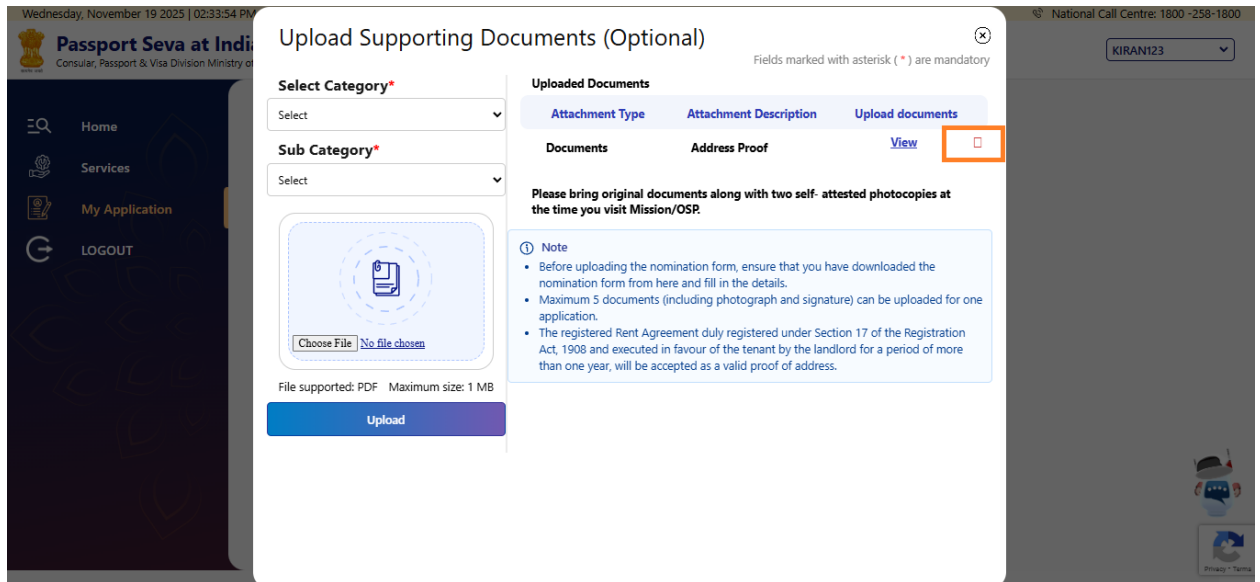 Wednesday, November 19 2025 | 02:33:54 PM
National Call Centre: 1800 -258-1800
Passport Seva at Indi
Consular, Passport & Visa Division Ministry of
KIRAN123
Home
Services
My Application
LOGOUT
Upload Supporting Documents (Optional)
Fields marked with asterisk ( * ) are mandatory
Select Category*
Select
Sub Category*
Select
Choose File No file chosen
File supported: PDF Maximum size: 1 MB
Upload
Uploaded Documents
Attachment Type Attachment Description Upload documents
Documents Address Proof View
Please bring original documents along with two self- attested photocopies at
the time you visit Mission/OSP.
Note
• Before uploading the nomination form, ensure that you have downloaded the
nomination form from here and fill in the details.
• Maximum 5 documents (including photograph and signature) can be uploaded for one
application.
• The registered Rent Agreement duly registered under Section 17 of the Registration
Act, 1908 and executed in favour of the tenant by the landlord for a period of more
than one year, will be accepted as a valid proof of address.
Privacy - Terms